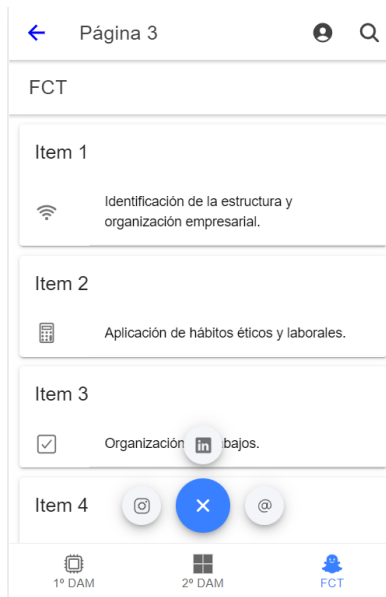 Página 3
FCT
Item 1
Identificación de la estructura y
organización empresarial.
Item 2
Aplicación de hábitos éticos y laborales.
Item 3
Organización bajos.
Item 4
@
1º DAM
2º DAM
FCT